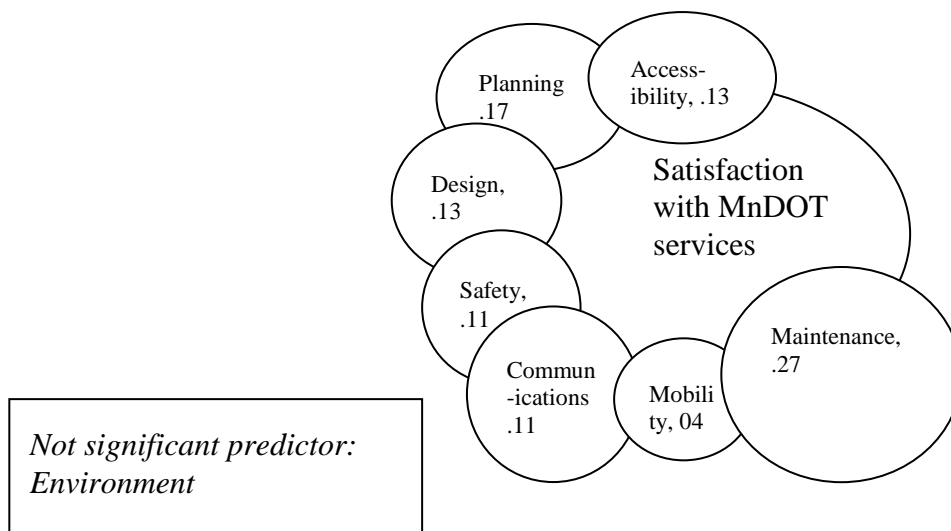 Planning
.17
Access-
ibility, .13
Satisfaction
with MnDOT
services
Design,
.13
Safety,
.11
Commun
-ications
.11
Mobili
ty, 04
Maintenance,
.27
Not significant predictor:
Environment